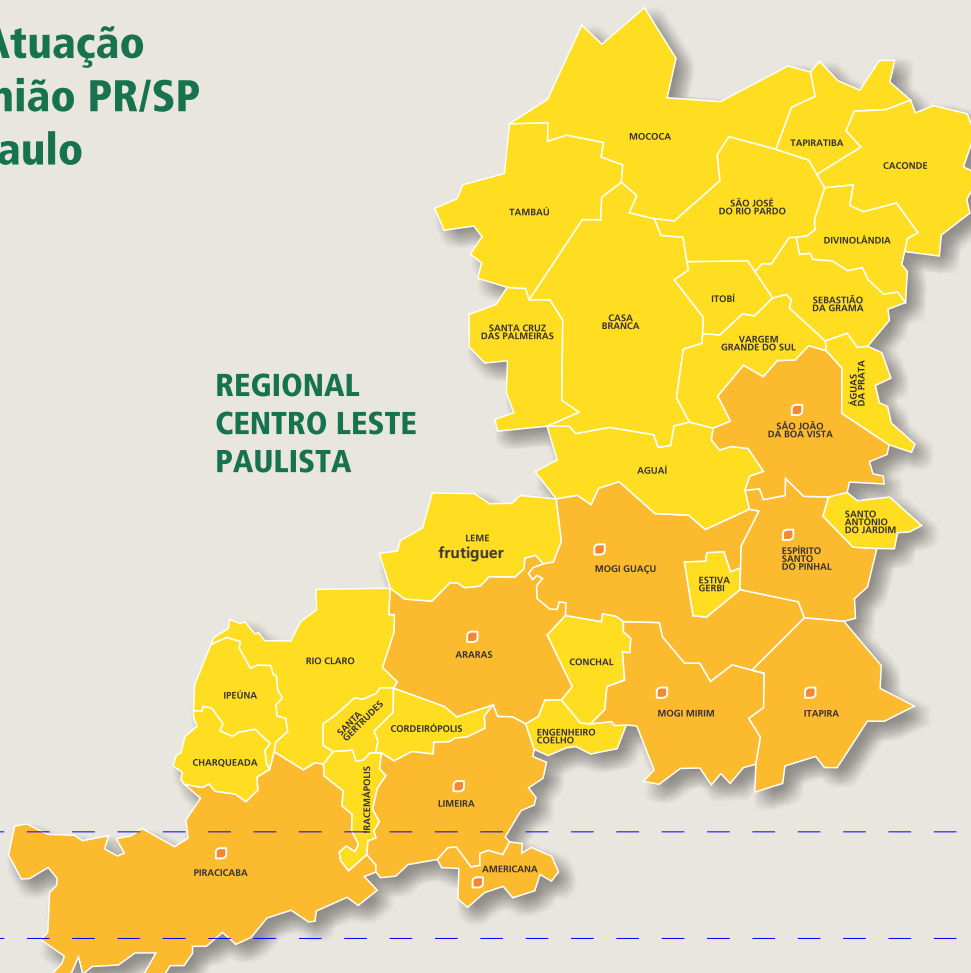 Atuação
nião PR/SP
aulo
MOCOCA
TAPIRATIBA
CACONDE
SÃO JOSÉ
DO RIO PARDO
TAMBAÚ
DIVINOLÂNDIA
ITOBÍ
SEBASTIÃO
DA GRAMA
CASA
BRANCA
SANTA CRUZ
DAS PALMEIRAS
VARGEM
GRANDE DO SUL
ÁGUAS
DA PRATA
REGIONAL
CENTRO LESTE
PAULISTA
SÃO JOÃO
DA BOA VISTA
AGUAÍ
SANTO
ANTÔNIO
DO JARDIM
LEME
frutiguer
ESPÍRITO
SANTO
DO PINHAL
MOGI GUAÇU
ESTIVA
GERBI
ARARAS
RIO CLARO
CONCHAL
IPEÚNA
SANTA
GERTRUDES
CORDEIRÓPOLIS
MOGI MIRIM
ITAPIRA
ENGENHEIRO
COELHO
CHARQUEADA
IRACEMÁPOLIS
LIMEIRA
PIRACICABA
AMERICANA